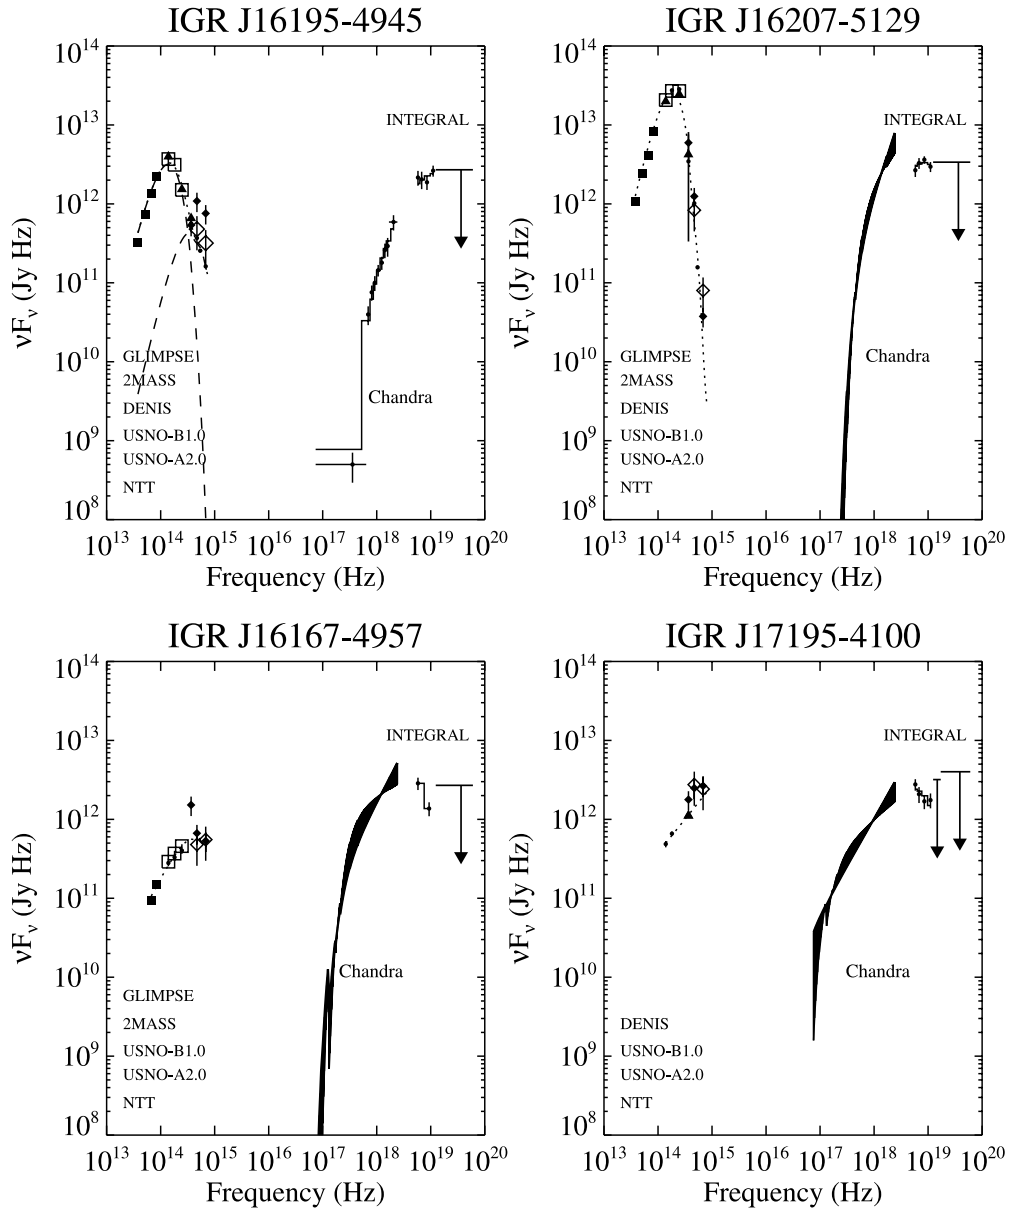 IGR J16195-4945
νFν (Jy Hz)
10^14
10^13
10^12
10^11
10^10
10^9
10^8
INTEGRAL
GLIMPSE
2MASS
DENIS
USNO-B1.0
USNO-A2.0
NTT
Chandra
10^13 10^14 10^15 10^16 10^17 10^18 10^19 10^20
Frequency (Hz)
IGR J16207-5129
νFν (Jy Hz)
10^14
10^13
10^12
10^11
10^10
10^9
10^8
INTEGRAL
GLIMPSE
2MASS
DENIS
USNO-B1.0
USNO-A2.0
NTT
Chandra
10^13 10^14 10^15 10^16 10^17 10^18 10^19 10^20
Frequency (Hz)
IGR J16167-4957
νFν (Jy Hz)
10^14
10^13
10^12
10^11
10^10
10^9
10^8
INTEGRAL
Chandra
GLIMPSE
2MASS
USNO-B1.0
USNO-A2.0
NTT
10^13 10^14 10^15 10^16 10^17 10^18 10^19 10^20
Frequency (Hz)
IGR J17195-4100
νFν (Jy Hz)
10^14
10^13
10^12
10^11
10^10
10^9
10^8
INTEGRAL
Chandra
DENIS
USNO-B1.0
USNO-A2.0
NTT
10^13 10^14 10^15 10^16 10^17 10^18 10^19 10^20
Frequency (Hz)